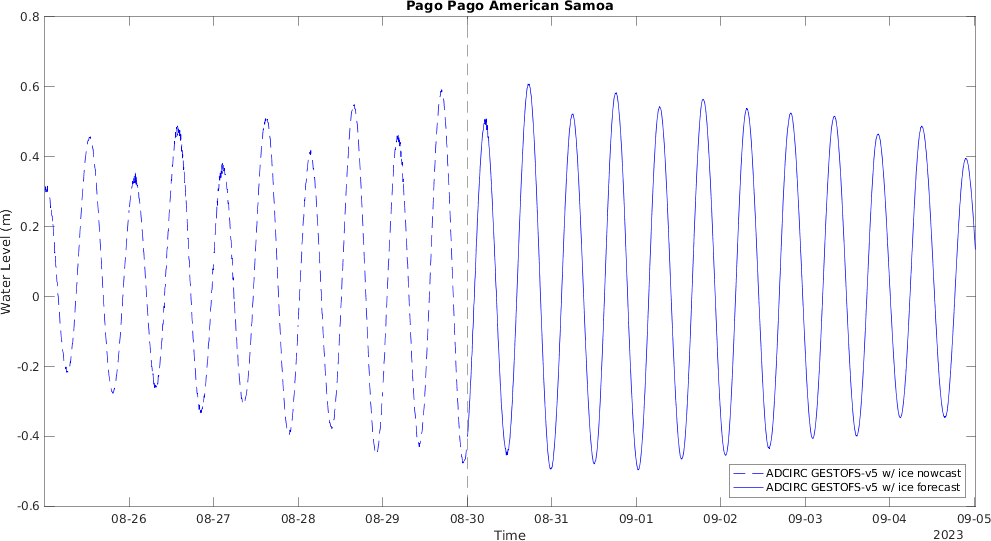 Pago Pago American Samoa
0.8
0.6
0.4
0.2
0
-0.2
-0.4
-0.6
Water Level (m)
08-26 08-27 08-28 08-29 08-30 08-31 09-01 09-02 09-03 09-04 09-05
Time
2023
ADCIRC GESTOFS-v5 w/ ice nowcast
ADCIRC GESTOFS-v5 w/ ice forecast